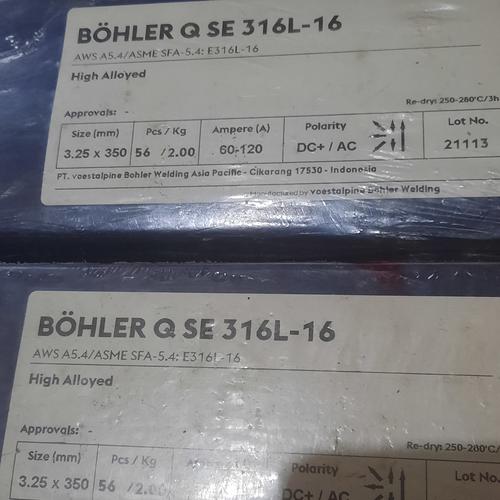 BÖHLER Q SE 316L-16
AWS A5.4/ASME SFA-5.4: E316L-16
High Alloyed
Re-dry: 250-280°C/3h
Approvals: -
Size (mm) Pcs / Kg Ampere (A) Polarity Lot No.
3.25 x 350 56 / 2.00 60-120 DC+ / AC 21113
PT. voestalpine Bohler Welding Asia Pacific - Cikarang 17530 - Indonesia
Manufactured by voestalpine Bohler Welding
BÖHLER Q SE 316L-16
AWS A5.4/ASME SFA-5.4: E316L-16
High Alloyed
Approvals: -
Re-dry: 250-280°C/
Size (mm) Pcs / Kg Ampere (A) Polarity Lot No.
3.25 x 350 56 / 2.00 DC+ / AC